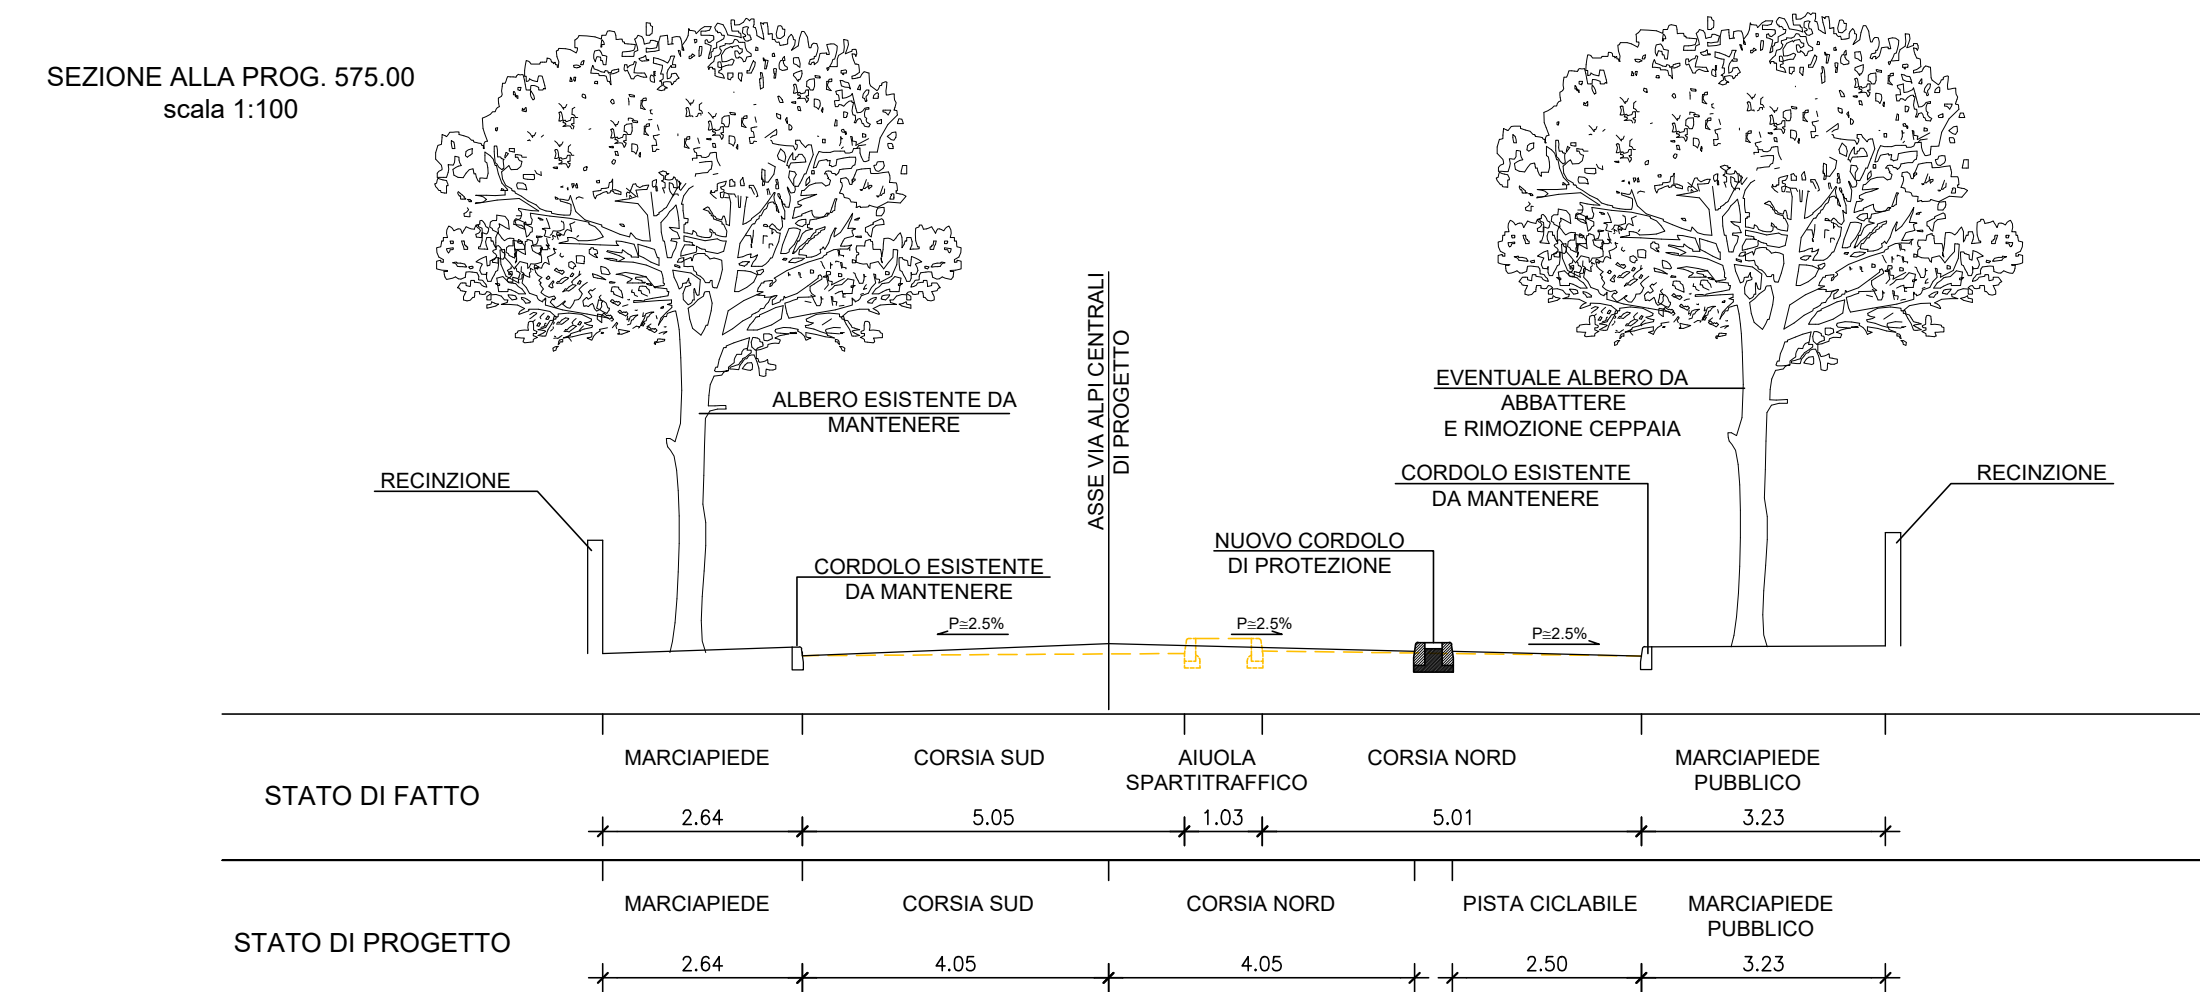 SEZIONE ALLA PROG. 575.00
scala 1:100
ALBERO ESISTENTE DA
MANTENERE
ASSE VIA ALPI CENTRALI
DI PROGETTO
EVENTUALE ALBERO DA
ABBATTERE
E RIMOZIONE CEPPAIA
RECINZIONE
CORDOLO ESISTENTE
DA MANTENERE
RECINZIONE
NUOVO CORDOLO
DI PROTEZIONE
CORDOLO ESISTENTE
DA MANTENERE
P≅2.5%
P≅2.5%
P≅2.5%
STATO DI FATTO
MARCIAPIEDE
CORSIA SUD
AIUOLA
SPARTITRAFFICO
CORSIA NORD
MARCIAPIEDE
PUBBLICO
2.64
5.05
1.03
5.01
3.23
STATO DI PROGETTO
MARCIAPIEDE
CORSIA SUD
CORSIA NORD
PISTA CICLABILE
MARCIAPIEDE
PUBBLICO
2.64
4.05
4.05
2.50
3.23